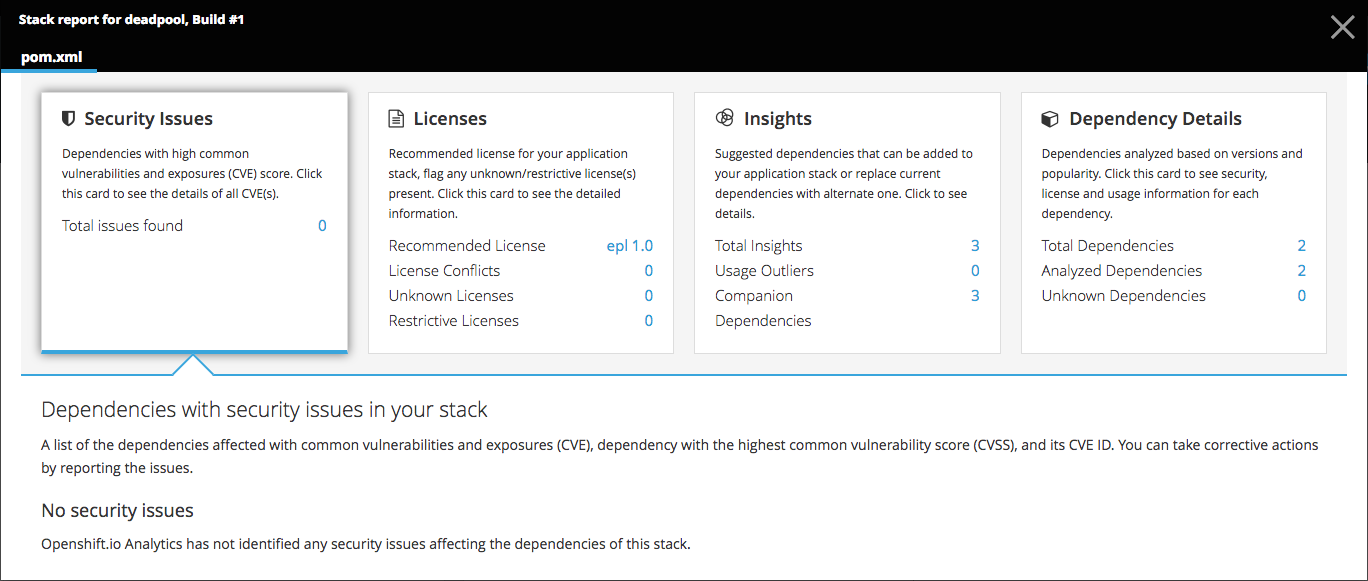 Stack report for deadpool, Build #1
pom.xml
Security Issues
Dependencies with high common
vulnerabilities and exposures (CVE) score. Click
this card to see the details of all CVE(s).
Total issues found 0
Licenses
Recommended license for your application
stack, flag any unknown/restrictive license(s)
present. Click this card to see the detailed
information.
Recommended License epl 1.0
License Conflicts 0
Unknown Licenses 0
Restrictive Licenses 0
Insights
Suggested dependencies that can be added to
your application stack or replace current
dependencies with alternate one. Click to see
details.
Total Insights 3
Usage Outliers 0
Companion 3
Dependencies
Dependency Details
Dependencies analyzed based on versions and
popularity. Click this card to see security,
license and usage information for each
dependency.
Total Dependencies 2
Analyzed Dependencies 2
Unknown Dependencies 0
Dependencies with security issues in your stack
A list of the dependencies affected with common vulnerabilities and exposures (CVE), dependency with the highest common vulnerability score (CVSS), and its CVE ID. You can take corrective actions
by reporting the issues.
No security issues
Openshift.io Analytics has not identified any security issues affecting the dependencies of this stack.